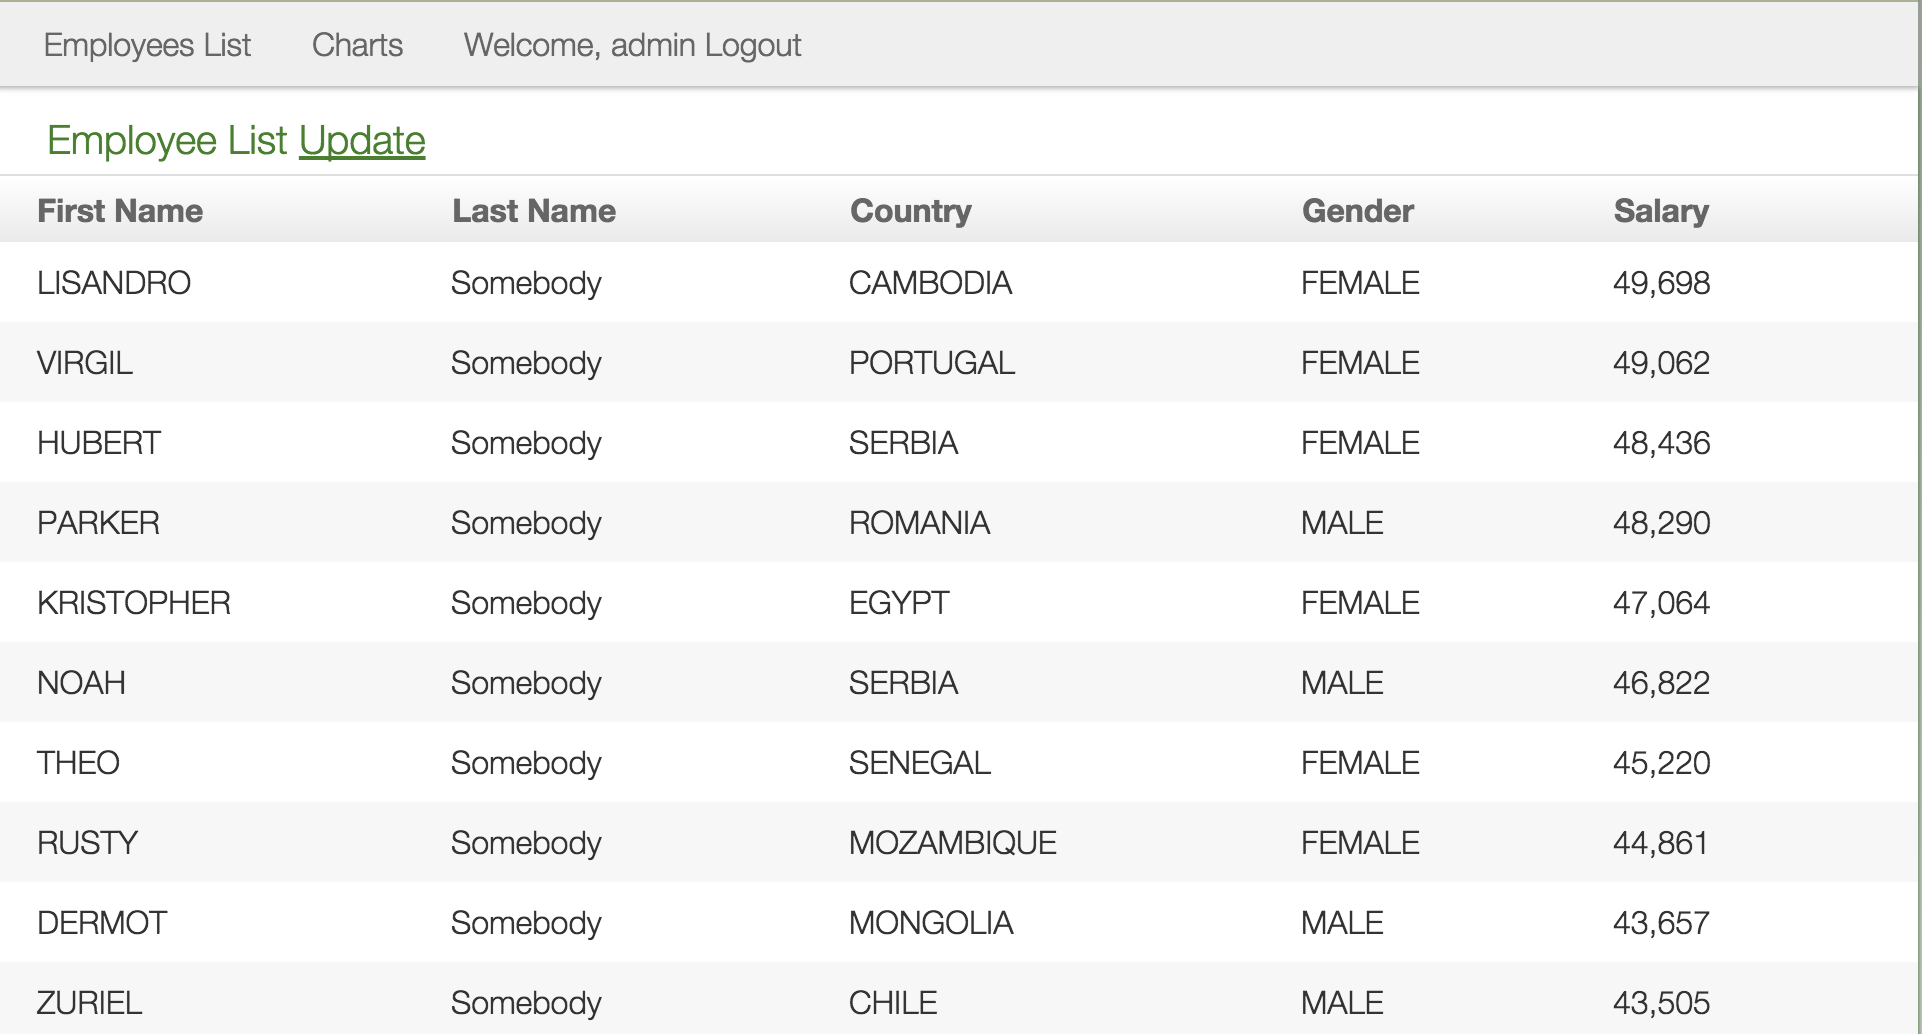 Employees List Charts Welcome, admin Logout
Employee List Update
First Name Last Name Country Gender Salary
LISANDRO Somebody CAMBODIA FEMALE 49,698
VIRGIL Somebody PORTUGAL FEMALE 49,062
HUBERT Somebody SERBIA FEMALE 48,436
PARKER Somebody ROMANIA MALE 48,290
KRISTOPHER Somebody EGYPT FEMALE 47,064
NOAH Somebody SERBIA MALE 46,822
THEO Somebody SENEGAL FEMALE 45,220
RUSTY Somebody MOZAMBIQUE FEMALE 44,861
DERMOT Somebody MONGOLIA MALE 43,657
ZURIEL Somebody CHILE MALE 43,505